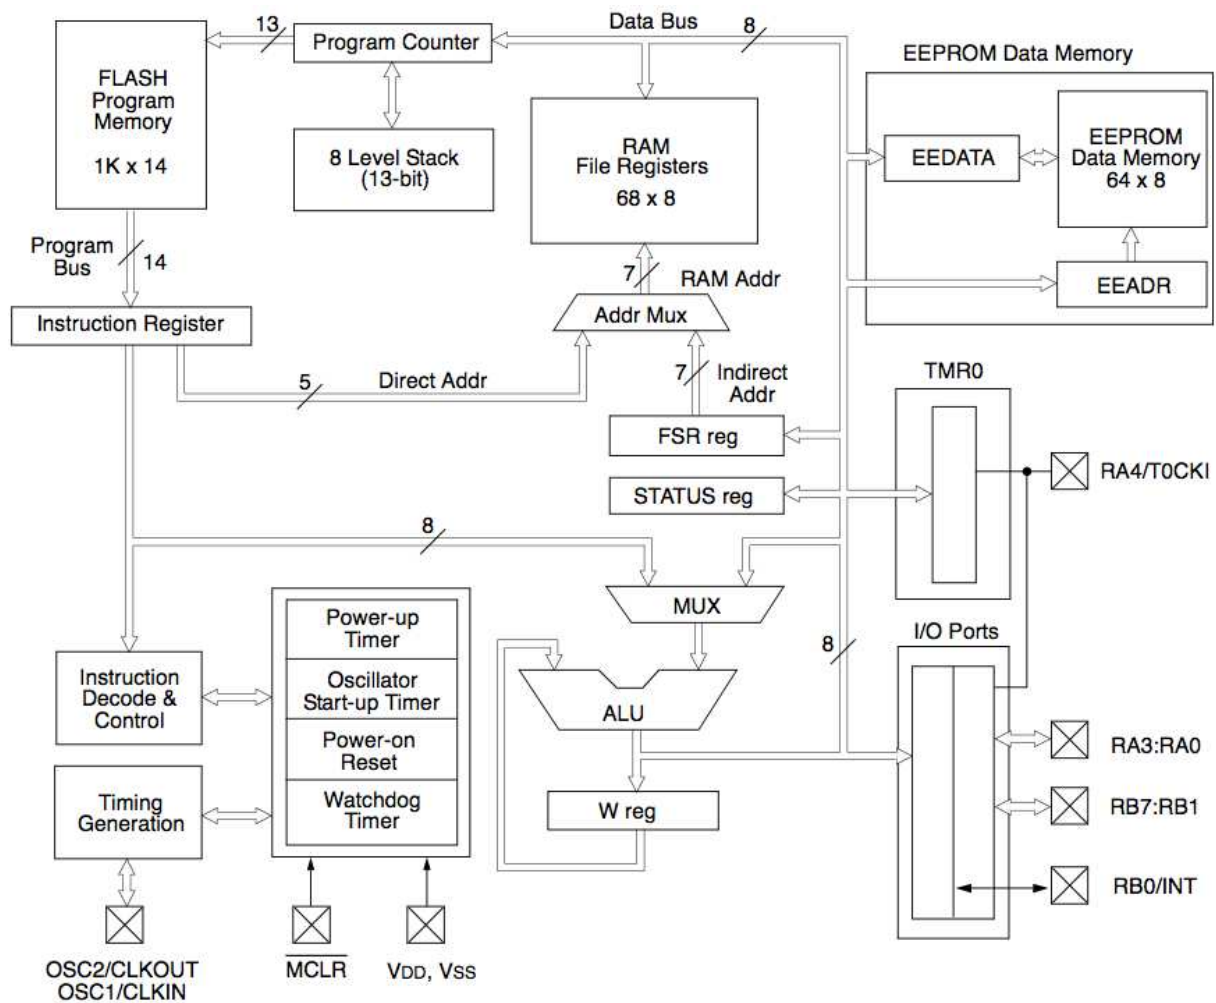 13
Data Bus
8
EEPROM Data Memory
Program Counter
FLASH
Program
Memory
1K x 14
8 Level Stack
(13-bit)
RAM
File Registers
68 x 8
EEDATA
EEPROM
Data Memory
64 x 8
EEADR
Program
Bus
14
7
RAM Addr
Addr Mux
Instruction Register
5
Direct Addr
7
Indirect
Addr
TMR0
FSR reg
RA4/T0CKI
STATUS reg
8
MUX
Power-up
Timer
I/O Ports
8
Instruction
Decode &
Control
Oscillator
Start-up Timer
ALU
Power-on
Reset
RA3:RA0
Timing
Generation
Watchdog
Timer
W reg
RB7:RB1
RB0/INT
OSC2/CLKOUT
OSC1/CLKIN
MCLR
VDD, VSS